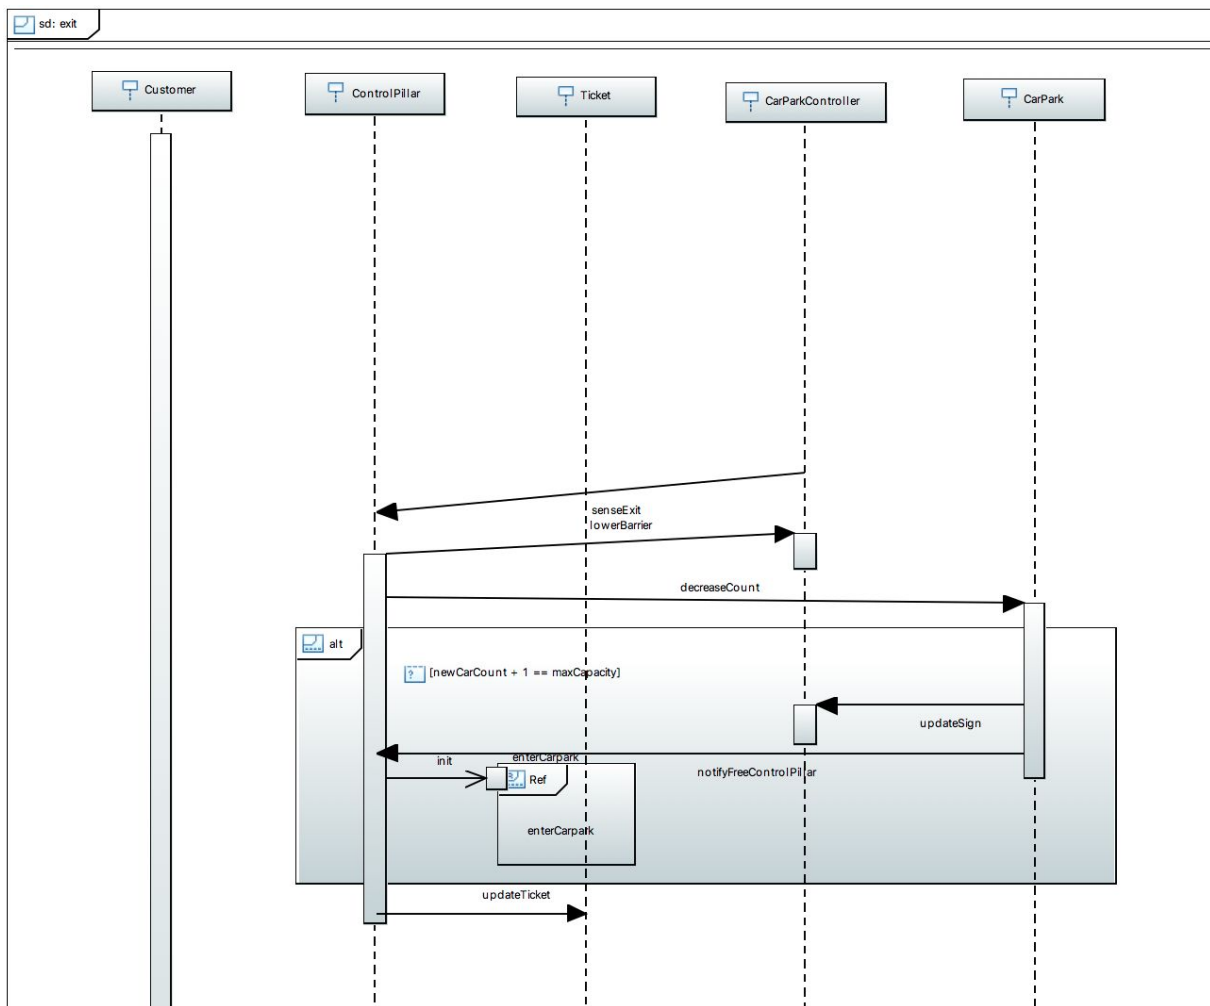 sd: exit
Customer
ControlPillar
Ticket
CarParkController
CarPark
senseExit
lowerBarrier
decreaseCount
alt
[newCarCount + 1 == maxCapacity]
updateSign
init
enterCarpark
notifyFreeControlPillar
Ref
enterCarpark
updateTicket